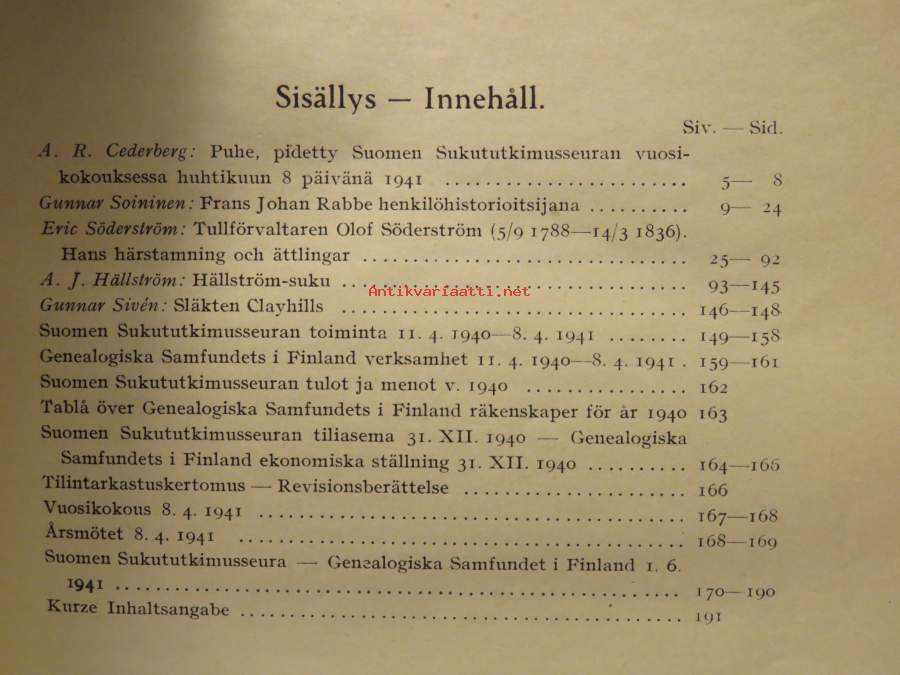 Sisällys — Innehåll.
Siv. — Sid.
A. R. Cederberg: Puhe, pidetty Suomen Sukututkimusseuran vuosi-
kokouksessa huhtikuun 8 päivänä 1941 ........................ 5— 8
Gunnar Soininen: Frans Johan Rabbe henkilöhistorioitsijana .......... 9— 24
Eric Söderström: Tullförvaltaren Olof Söderström (5/9 1788—14/3 1836).
Hans härstamning och ättlingar ................................ 25— 92
A. J. Hällström: Hällström-suku .................................. 93—145
Antikvariaatti.net
Gunnar Sivén: Släkten Clayhills .................................. 146—148
Suomen Sukututkimusseuran toiminta 11. 4. 1940—8. 4. 1941 ........ 149—158
Genealogiska Samfundets i Finland verksamhet 11. 4. 1940—8. 4. 1941 . 159—161
Suomen Sukututkimusseuran tulot ja menot v. 1940 ................ 162
Tablå över Genealogiska Samfundets i Finland räkenskaper för år 1940 163
Suomen Sukututkimusseuran tiliasema 31. XII. 1940 — Genealogiska
Samfundets i Finland ekonomiska ställning 31. XII. 1940 .......... 164—166
Tilintarkastuskertomus — Revisionsberättelse ...................... 166
Vuosikokous 8. 4. 1941 .......................................... 167—168
Årsmötet 8. 4. 1941 ............................................ 168—169
Suomen Sukututkimusseura — Genealogiska Samfundet i Finland 1. 6.
1941 ........................................................ 170—190
Kurze Inhaltsangabe ............................................ 191